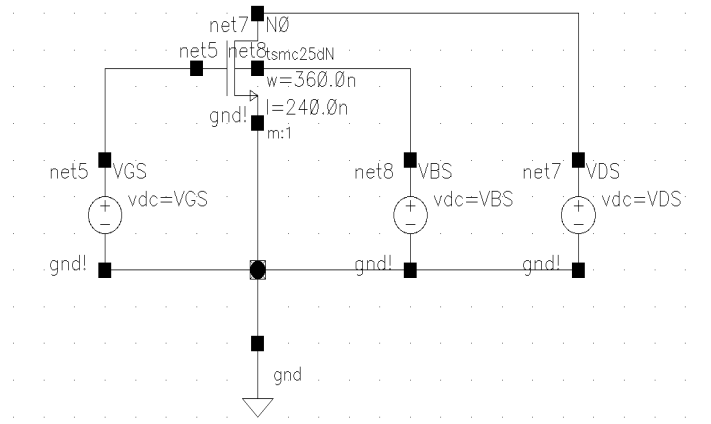 net7 NØ
net5 net8 tsmc25dN
w=360.0n
l=240.0n
gnd!
m:1
net5 VGS net8 VBS net7 VDS
vdc=VGS vdc=VBS vdc=VDS
gnd! gnd! gnd!
gnd